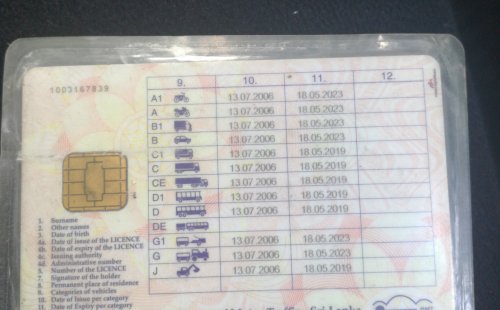 9. 10. 11. 12.
1003167839
A1 13.07.2006 18.05.2023
A 13.07.2006 18.05.2023
B1 13.07.2006 18.05.2023
B 13.07.2006 18.05.2023
C1 13.07.2006 18.05.2019
C 13.07.2006 18.05.2019
CE 13.07.2006 18.05.2019
D1 13.07.2006 18.05.2019
D 13.07.2006 18.05.2019
DE
G1 13.07.2006 18.05.2023
G 13.07.2006 18.05.2023
J 13.07.2006 18.05.2019
1. Surname
2. Other names
3. Date of birth
4a. Date of issue of the LICENCE
4b. Date of expiry of the LICENCE
4c. Issuing authority
4d. Administrative number
5. Number of the LICENCE
7. Signature of the holder
8. Permanent place of residence
9. Categories of vehicles
10. Date of Issue per category
11. Date of Expiry per category
Sri Lanka